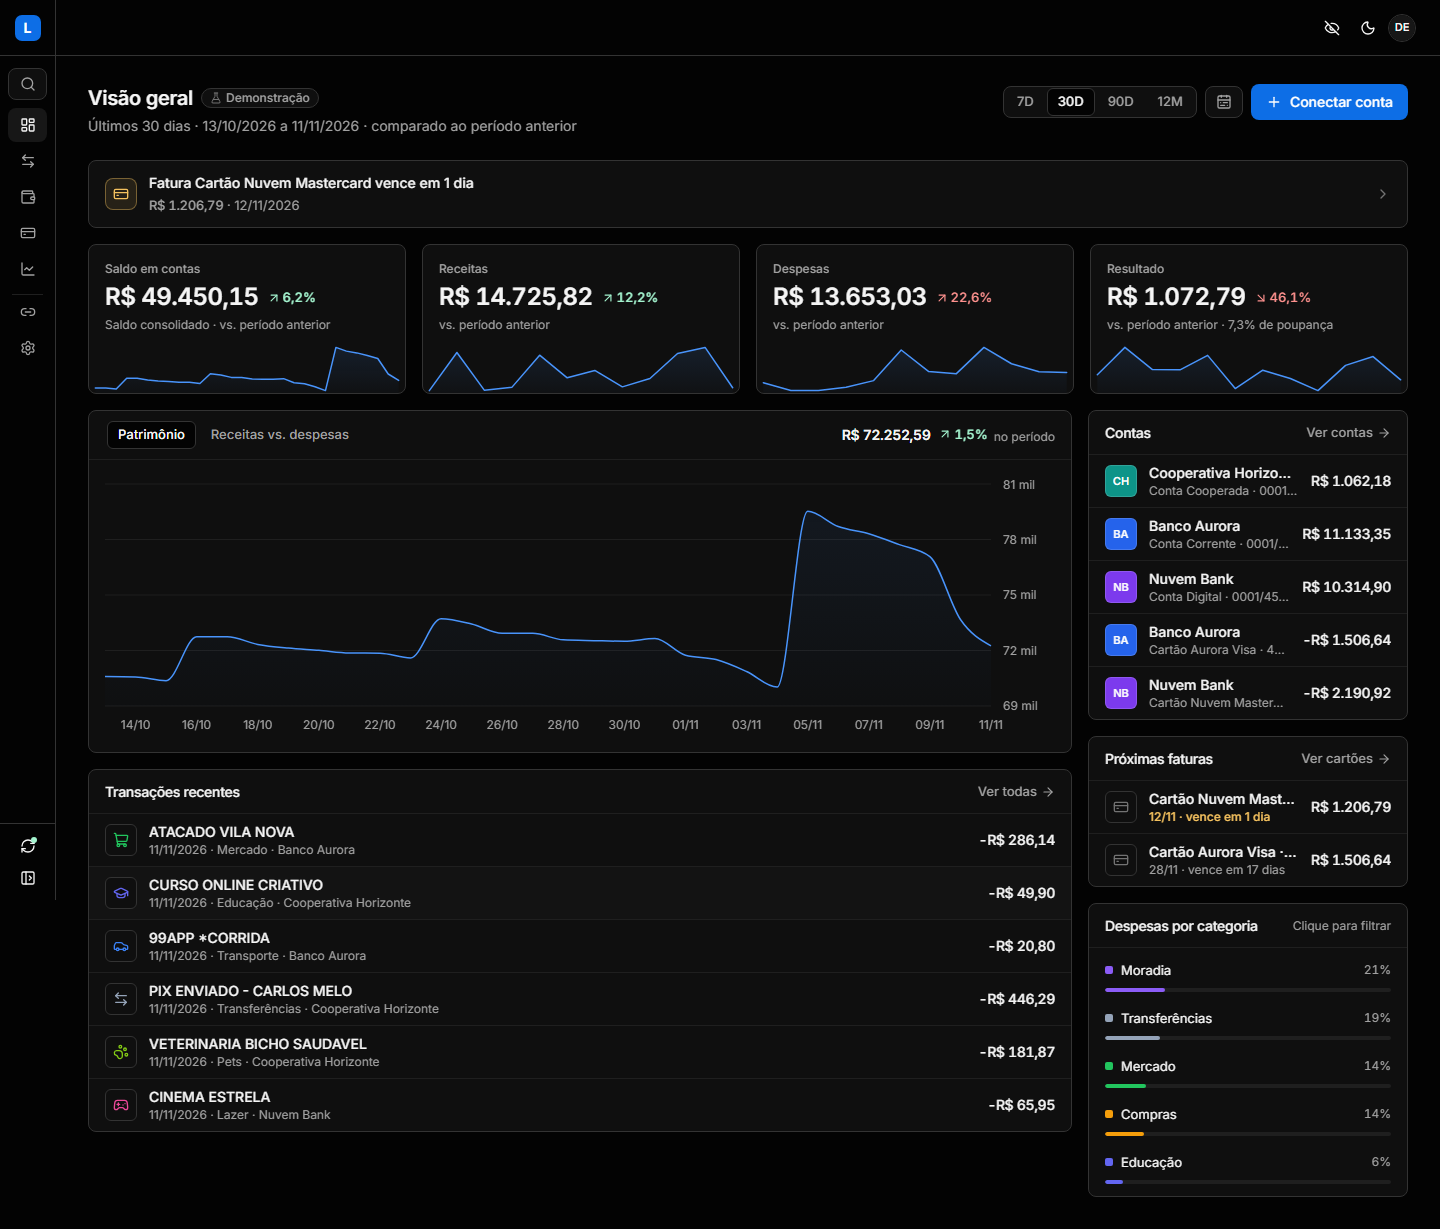 L
DE
Visão geral
Demonstração
Últimos 30 dias · 13/10/2026 a 11/11/2026 · comparado ao período anterior
7D 30D 90D 12M
Conectar conta
Fatura Cartão Nuvem Mastercard vence em 1 dia
R$ 1.206,79 · 12/11/2026
Saldo em contas
R$ 49.450,15 6,2%
Saldo consolidado · vs. período anterior
Receitas
R$ 14.725,82 12,2%
vs. período anterior
Despesas
R$ 13.653,03 22,6%
vs. período anterior
Resultado
R$ 1.072,79 46,1%
vs. período anterior · 7,3% de poupança
Patrimônio Receitas vs. despesas
R$ 72.252,59 1,5% no período
81 mil
78 mil
75 mil
72 mil
69 mil
14/10 16/10 18/10 20/10 22/10 24/10 26/10 28/10 30/10 01/11 03/11 05/11 07/11 09/11 11/11
Contas Ver contas
CH Cooperativa Horizo... R$ 1.062,18
Conta Cooperada · 0001...
BA Banco Aurora R$ 11.133,35
Conta Corrente · 0001/...
NB Nuvem Bank R$ 10.314,90
Conta Digital · 0001/45...
BA Banco Aurora -R$ 1.506,64
Cartão Aurora Visa · 4...
NB Nuvem Bank -R$ 2.190,92
Cartão Nuvem Master...
Próximas faturas Ver cartões
Cartão Nuvem Mast... R$ 1.206,79
12/11 · vence em 1 dia
Cartão Aurora Visa ·... R$ 1.506,64
28/11 · vence em 17 dias
Transações recentes Ver todas
ATACADO VILA NOVA -R$ 286,14
11/11/2026 · Mercado · Banco Aurora
CURSO ONLINE CRIATIVO -R$ 49,90
11/11/2026 · Educação · Cooperativa Horizonte
99APP *CORRIDA -R$ 20,80
11/11/2026 · Transporte · Banco Aurora
PIX ENVIADO - CARLOS MELO -R$ 446,29
11/11/2026 · Transferências · Cooperativa Horizonte
VETERINARIA BICHO SAUDAVEL -R$ 181,87
11/11/2026 · Pets · Cooperativa Horizonte
CINEMA ESTRELA -R$ 65,95
11/11/2026 · Lazer · Nuvem Bank
Despesas por categoria Clique para filtrar
Moradia 21%
Transferências 19%
Mercado 14%
Compras 14%
Educação 6%